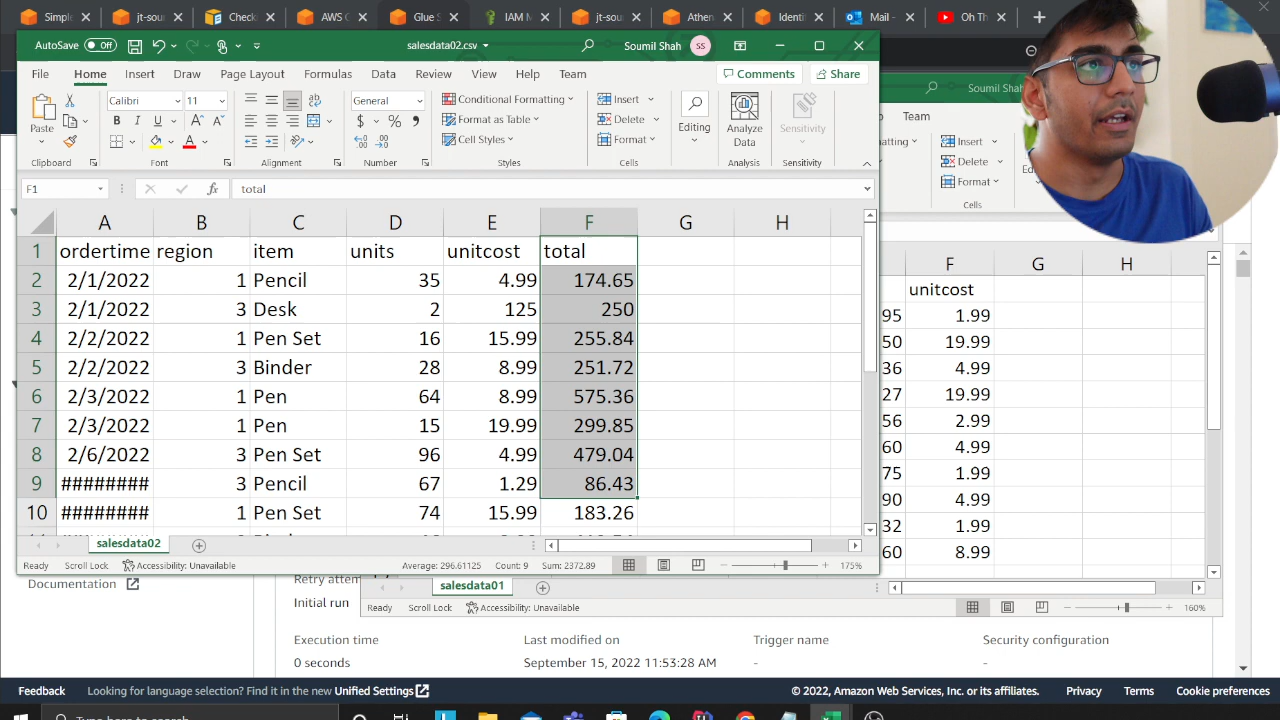 Simple
jt-sour
Check
AWS C
Glue S
IAM M
jt-sour
Athen
Identi
Mail -
Oh Th
AutoSave Off
salesdata02.csv
Soumil Shah SS
File Home Insert Draw Page Layout Formulas Data Review View Help Team
Comments Share
Paste
Calibri 11
B I U
General
$ % 9
Conditional Formatting
Format as Table
Cell Styles
Insert
Delete
Format
Editing
Analyze
Data
Sensitivity
Clipboard Font Alignment Number Styles Cells Analysis Sensitivity
F1 fx total
A B C D E F G H
1 ordertime region item units unitcost total
2 2/1/2022 1 Pencil 35 4.99 174.65
3 2/1/2022 3 Desk 2 125 250
4 2/2/2022 1 Pen Set 16 15.99 255.84
5 2/2/2022 3 Binder 28 8.99 251.72
6 2/3/2022 1 Pen 64 8.99 575.36
7 2/3/2022 1 Pen 15 19.99 299.85
8 2/6/2022 3 Pen Set 96 4.99 479.04
9 ######## 3 Pencil 67 1.29 86.43
10 ######## 1 Pen Set 74 15.99 183.26
salesdata02
Ready Scroll Lock Accessibility: Unavailable Average: 296.61125 Count: 9 Sum: 2372.89 175%
Soumil Shah
Team
Insert
Delete
Format
Cells
F G H
unitcost
95 1.99
50 19.99
36 4.99
27 19.99
56 2.99
60 4.99
75 1.99
90 4.99
32 1.99
60 8.99
salesdata01
Ready Scroll Lock Accessibility: Unavailable 160%
Documentation
Retry attem
Initial run
Execution time
0 seconds
Last modified on
September 15, 2022 11:53:28 AM
Trigger name
-
Security configuration
-
Feedback Looking for language selection? Find it in the new Unified Settings © 2022, Amazon Web Services, Inc. or its affiliates. Privacy Terms Cookie preferences